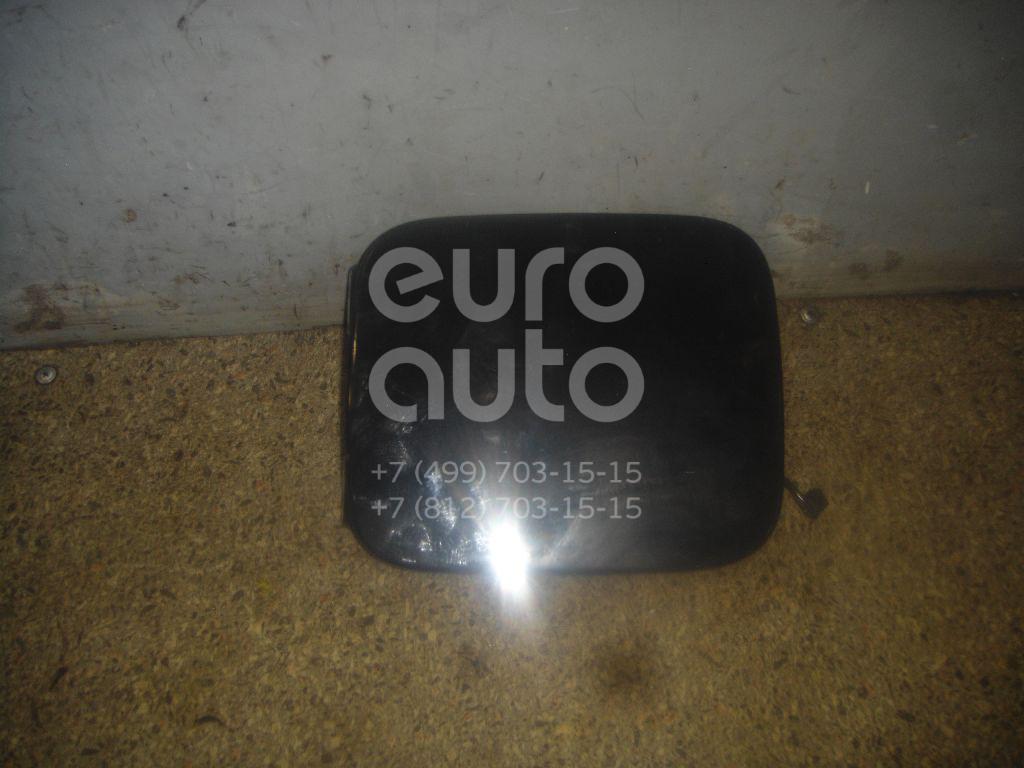 euro
auto
+7 (499) 703-15-15
+7 (812) 703-15-15